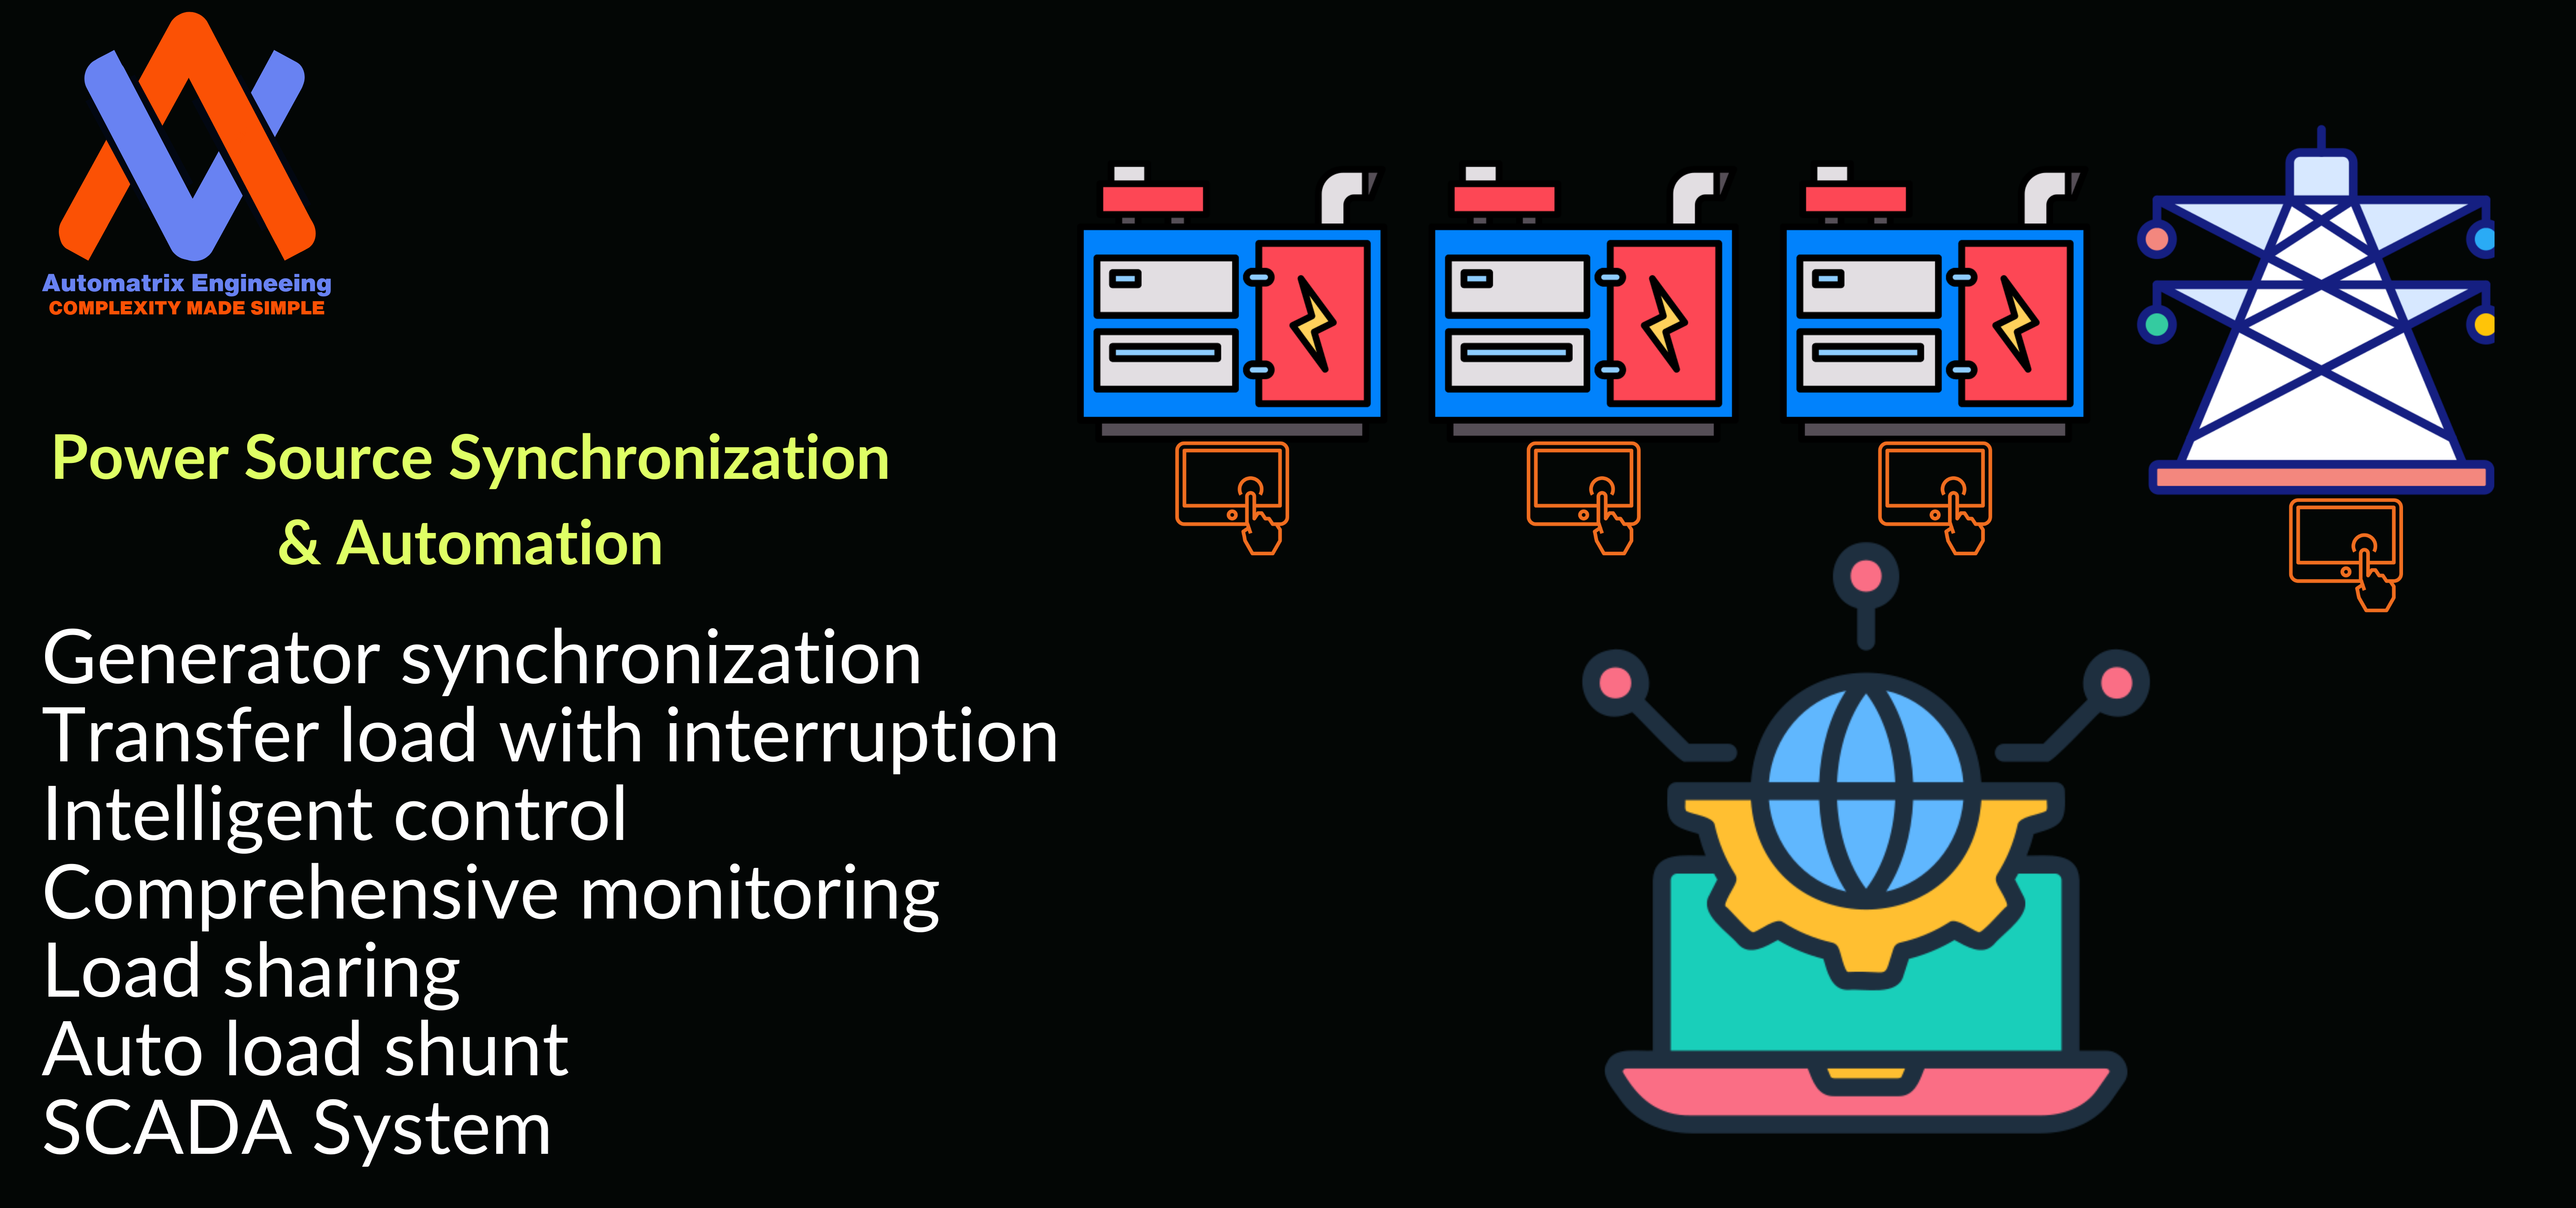 Automatrix Engineeing
COMPLEXITY MADE SIMPLE
Power Source Synchronization
& Automation
Generator synchronization
Transfer load with interruption
Intelligent control
Comprehensive monitoring
Load sharing
Auto load shunt
SCADA System